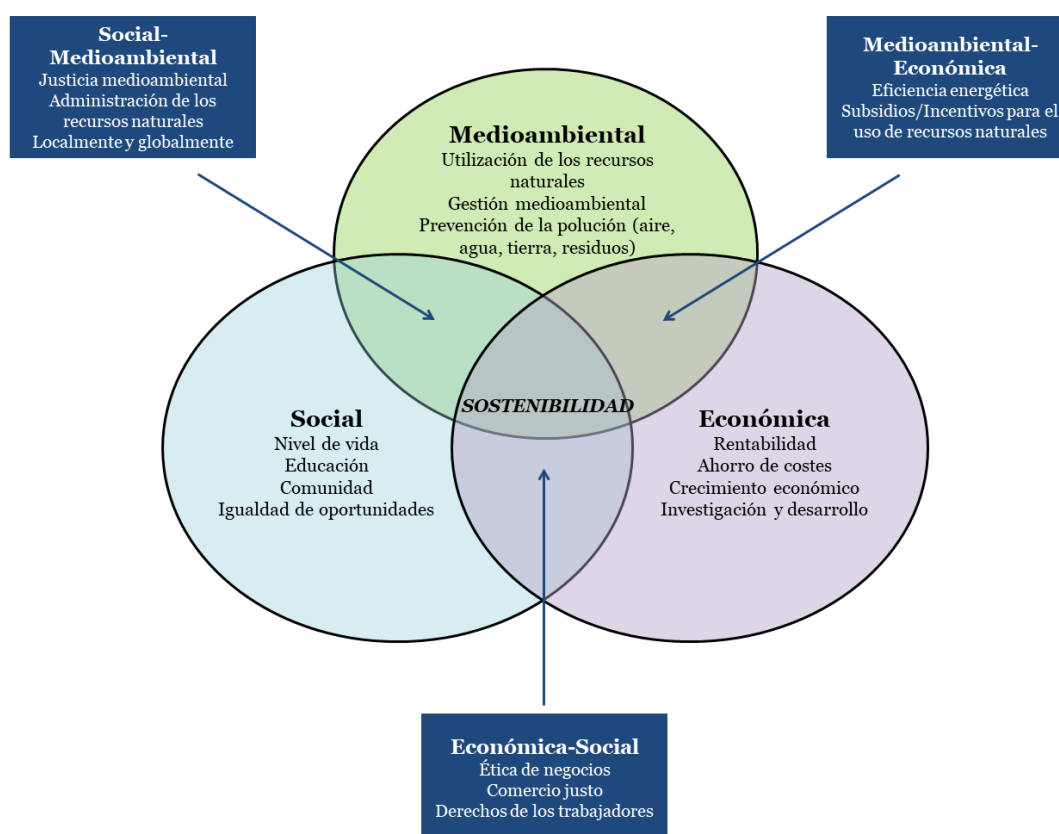 Social-
Medioambiental
Justicia medioambiental
Administración de los
recursos naturales
Localmente y globalmente
Medioambiental-
Económica
Eficiencia energética
Subsidios/Incentivos para el
uso de recursos naturales
Medioambiental
Utilización de los recursos
naturales
Gestión medioambiental
Prevención de la polución (aire,
agua, tierra, residuos)
SOSTENIBILIDAD
Social
Nivel de vida
Educación
Comunidad
Igualdad de oportunidades
Económica
Rentabilidad
Ahorro de costes
Crecimiento económico
Investigación y desarrollo
Económica-Social
Ética de negocios
Comercio justo
Derechos de los trabajadores